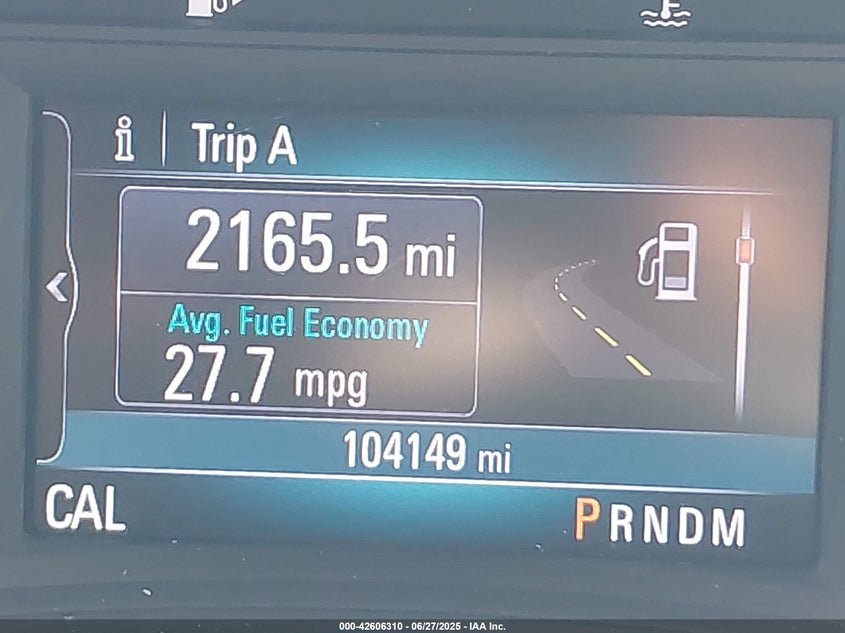 i | Trip A
2165.5 mi
Avg. Fuel Economy
27.7 mpg
104149 mi
CAL
PRNDM
000-42606310 - 06/27/2025 - IAA Inc.